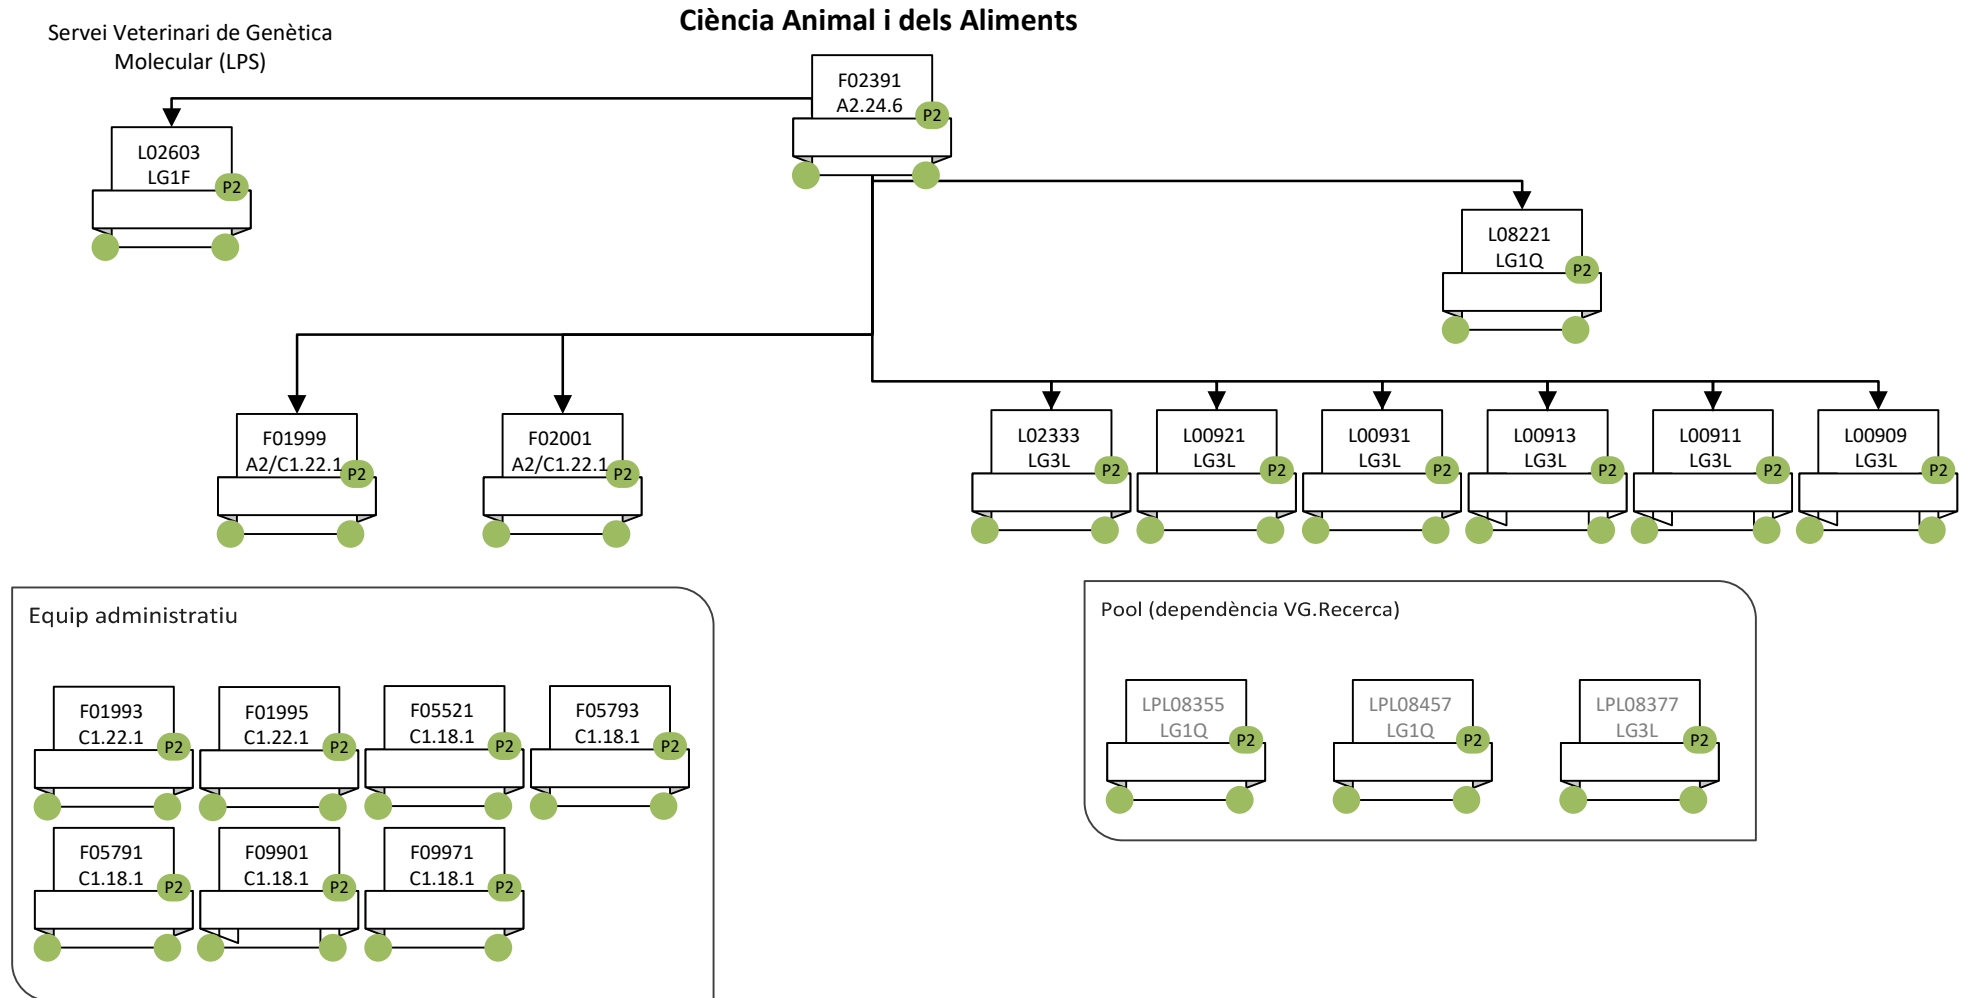 Ciència Animal i dels Aliments
Servei Veterinari de Genètica
Molecular (LPS)
F02391
A2.24.6
P2
L02603
LG1F
P2
L08221
LG1Q
P2
F01999
A2/C1.22.1
P2
F02001
A2/C1.22.1
P2
L02333
LG3L
P2
L00921
LG3L
P2
L00931
LG3L
P2
L00913
LG3L
P2
L00911
LG3L
P2
L00909
LG3L
P2
Equip administratiu
F01993
C1.22.1
P2
F01995
C1.22.1
P2
F05521
C1.18.1
P2
F05793
C1.18.1
P2
F05791
C1.18.1
P2
F09901
C1.18.1
P2
F09971
C1.18.1
P2
Pool (dependència VG.Recerca)
LPL08355
LG1Q
P2
LPL08457
LG1Q
P2
LPL08377
LG3L
P2